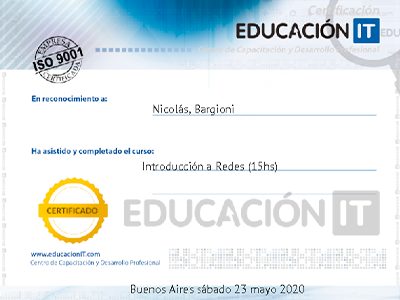 Certificación
EDUCACIÓN IT
Centro de Capacitación y Desarrollo Profesional
EMPRESA
ISO 9001
CERTIFICADA
En reconocimiento a:
Nicolás, Bargioni
Ha asistido y completado el curso:
Introducción a Redes (15hs)
CERTIFICADO
EDUCACIÓN IT
www.educacionIT.com
Centro de Capacitación y Desarrollo Profesional
Buenos Aires sábado 23 mayo 2020